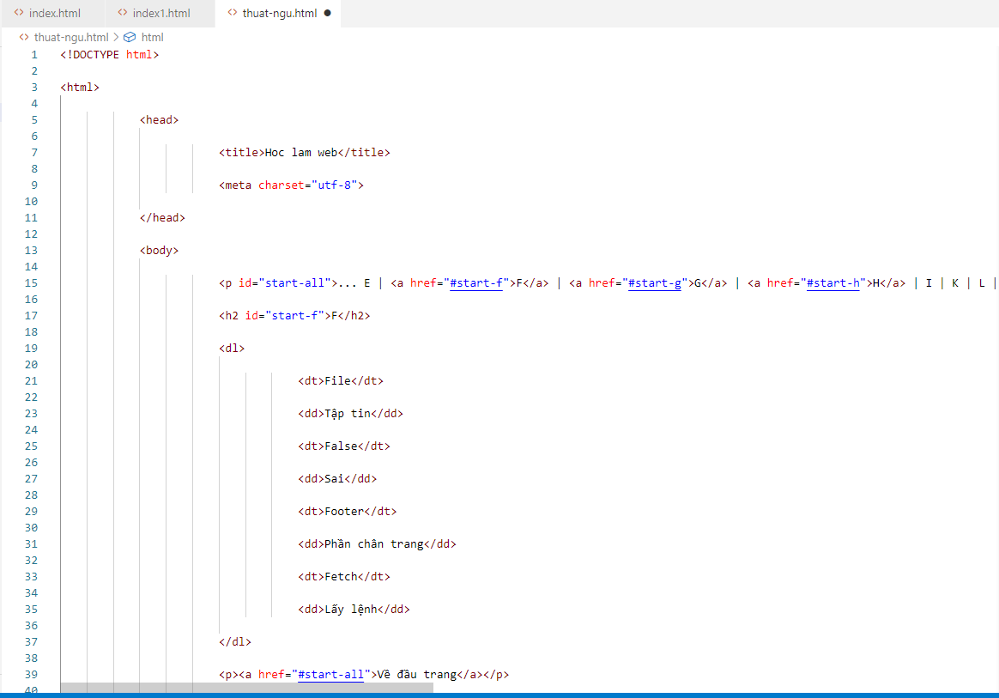 index.html index1.html thuat-ngu.html
thuat-ngu.html > html
1 <!DOCTYPE html>
2
3 <html>
4
5 <head>
6
7 <title>Hoc lam web</title>
8
9 <meta charset="utf-8">
10
11 </head>
12
13 <body>
14
15 <p id="start-all">... E | <a href="#start-f">F</a> | <a href="#start-g">G</a> | <a href="#start-h">H</a> | I | K | L |
16
17 <h2 id="start-f">F</h2>
18
19 <dl>
20
21 <dt>File</dt>
22
23 <dd>Tập tin</dd>
24
25 <dt>False</dt>
26
27 <dd>Sai</dd>
28
29 <dt>Footer</dt>
30
31 <dd>Phần chân trang</dd>
32
33 <dt>Fetch</dt>
34
35 <dd>Lấy lệnh</dd>
36
37 </dl>
38
39 <p><a href="#start-all">Về đầu trang</a></p>
40